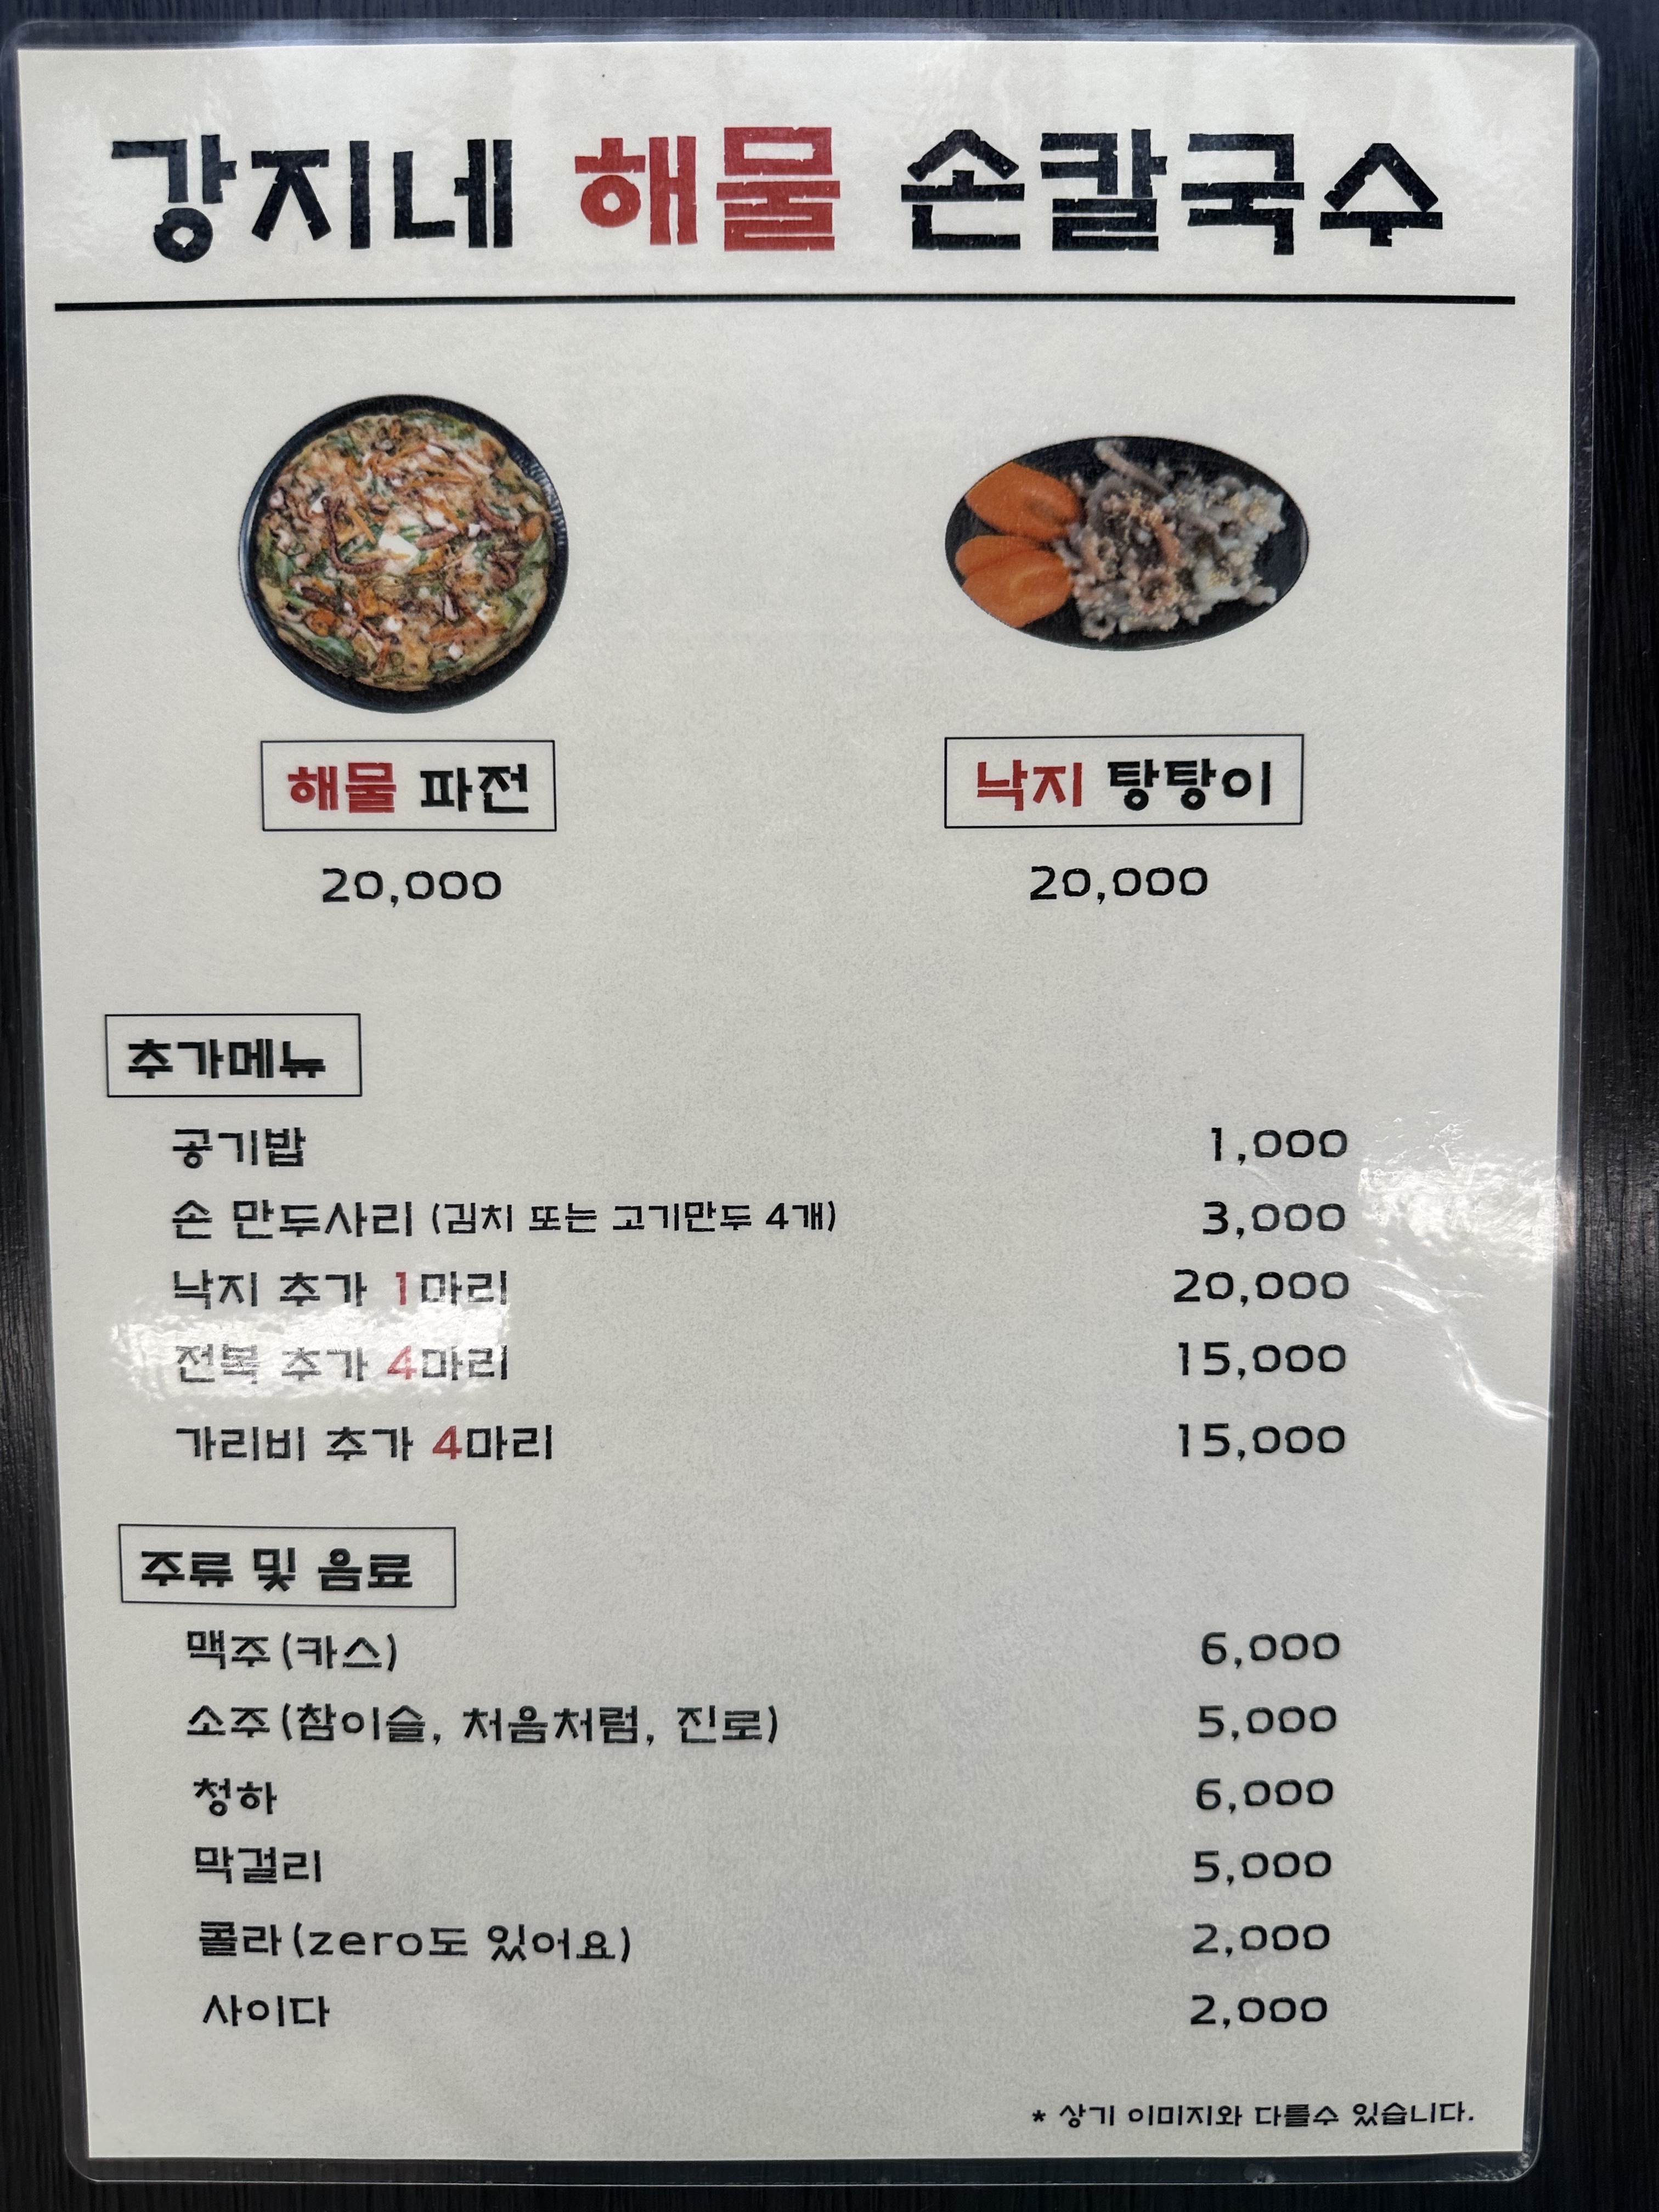 강지네 해물 손칼국수
해물 파전
낙지 탕탕이
20,000
20,000
추가메뉴
공기밥 1,000
손 만두사리 (김치 또는 고기만두 4개) 3,000
낙지 추가 1마리 20,000
전복 추가 4마리 15,000
가리비 추가 4마리 15,000
주류 및 음료
맥주(카스) 6,000
소주(참이슬, 처음처럼, 진로) 5,000
청하 6,000
막걸리 5,000
콜라(zero도 있어요) 2,000
사이다 2,000
* 상기 이미지와 다를수 있습니다.